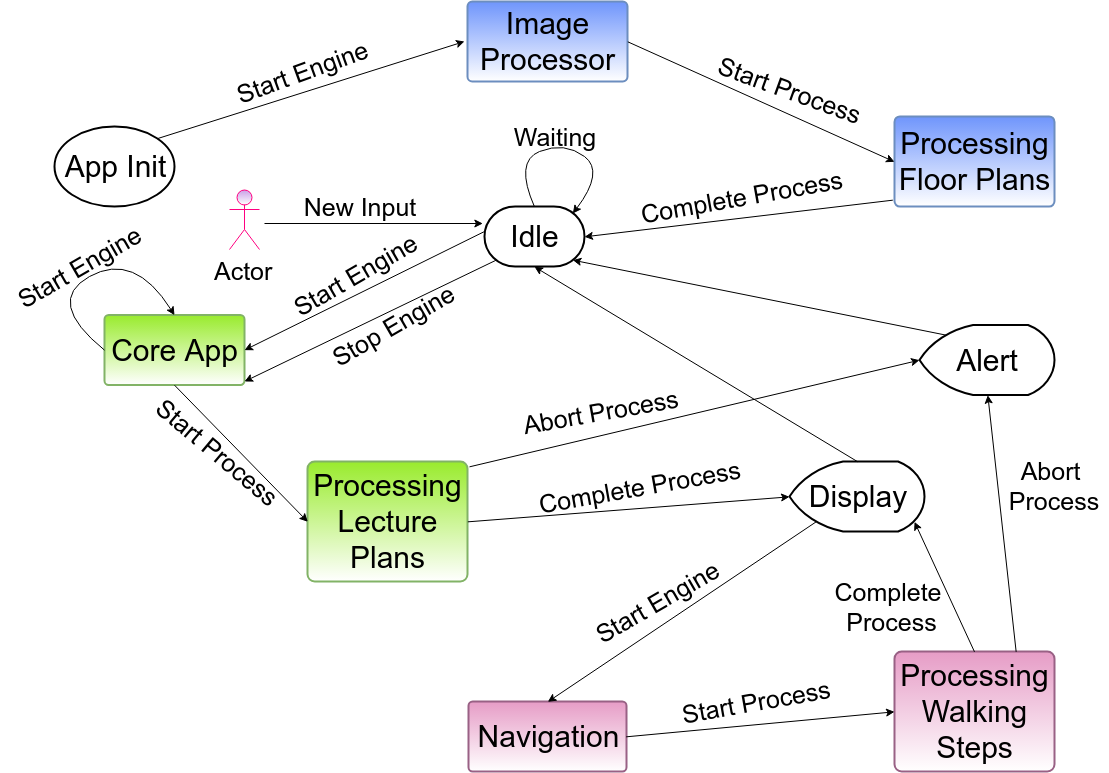 Image
Processor
Start Engine
Start Process
App Init
Waiting
Processing
Floor Plans
Complete Process
New Input
Idle
Actor
Start Engine
Start Engine
Stop Engine
Core App
Alert
Start Process
Abort Process
Processing
Lecture
Plans
Complete Process
Display
Abort
Process
Start Engine
Complete
Process
Navigation
Start Process
Processing
Walking
Steps